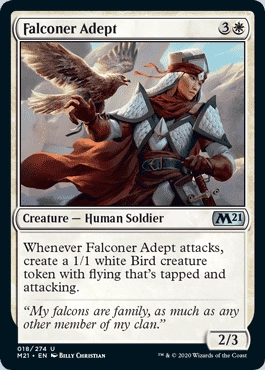 Falconer Adept 3
Creature — Human Soldier M21
Whenever Falconer Adept attacks,
create a 1/1 white Bird creature
token with flying that's tapped and
attacking.
"My falcons are family, as much as any
other member of my clan."
2/3
018/274 U
M21 • EN BILLY CHRISTIAN ™ & © 2020 Wizards of the Coast